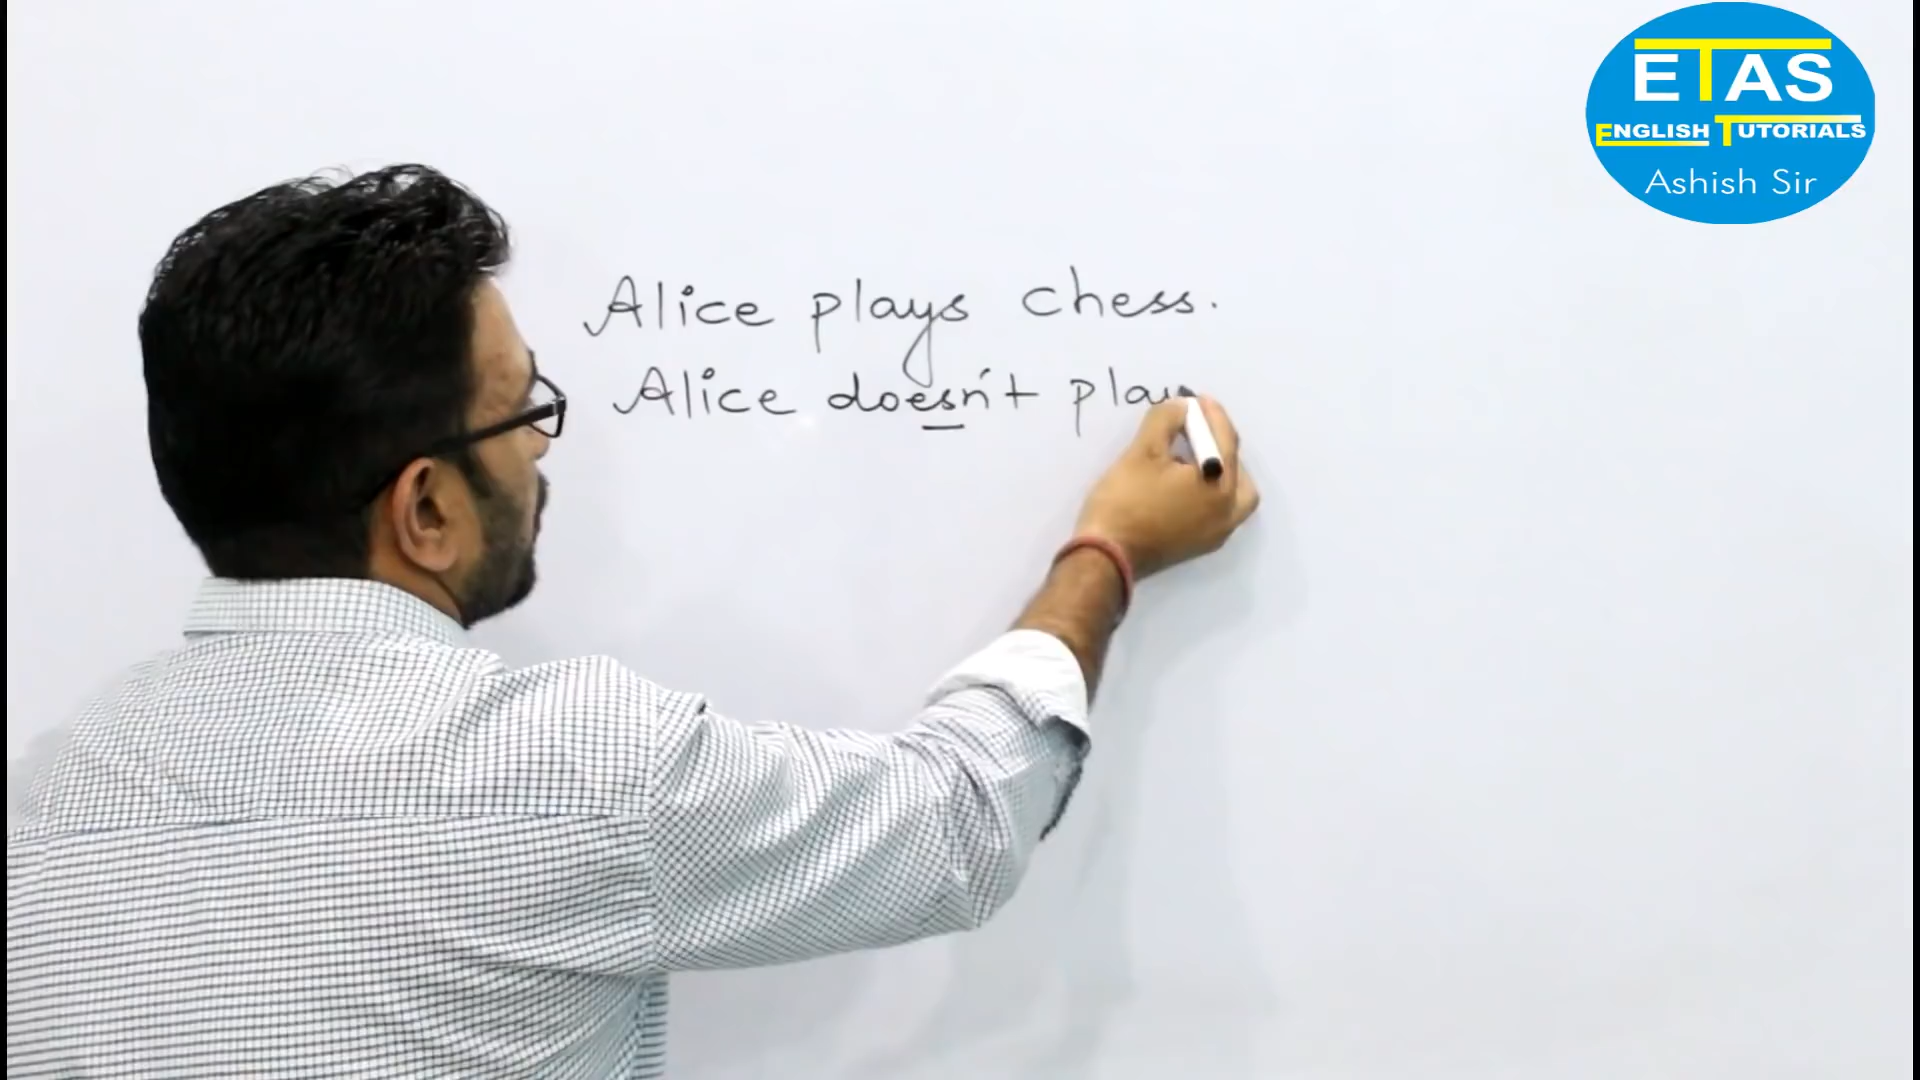 ETAS
ENGLISH TUTORIALS
Ashish Sir
Alice plays chess.
Alice doesn't play